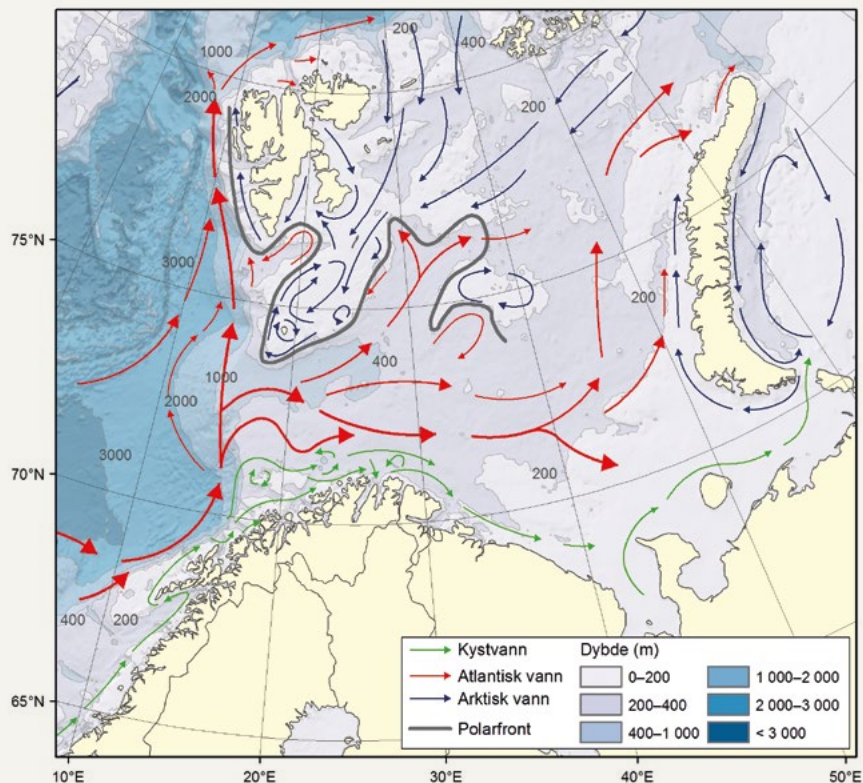 1000
200
400
2000
200
75°N
3000
200
400
1000
2000
3000
70°N
200
400
200
65°N
Kystvann
Atlantisk vann
Arktisk vann
Polarfront
Dybde (m)
0–200
200–400
400–1 000
1 000–2 000
2 000–3 000
< 3 000
10°E
20°E
30°E
40°E
50°E